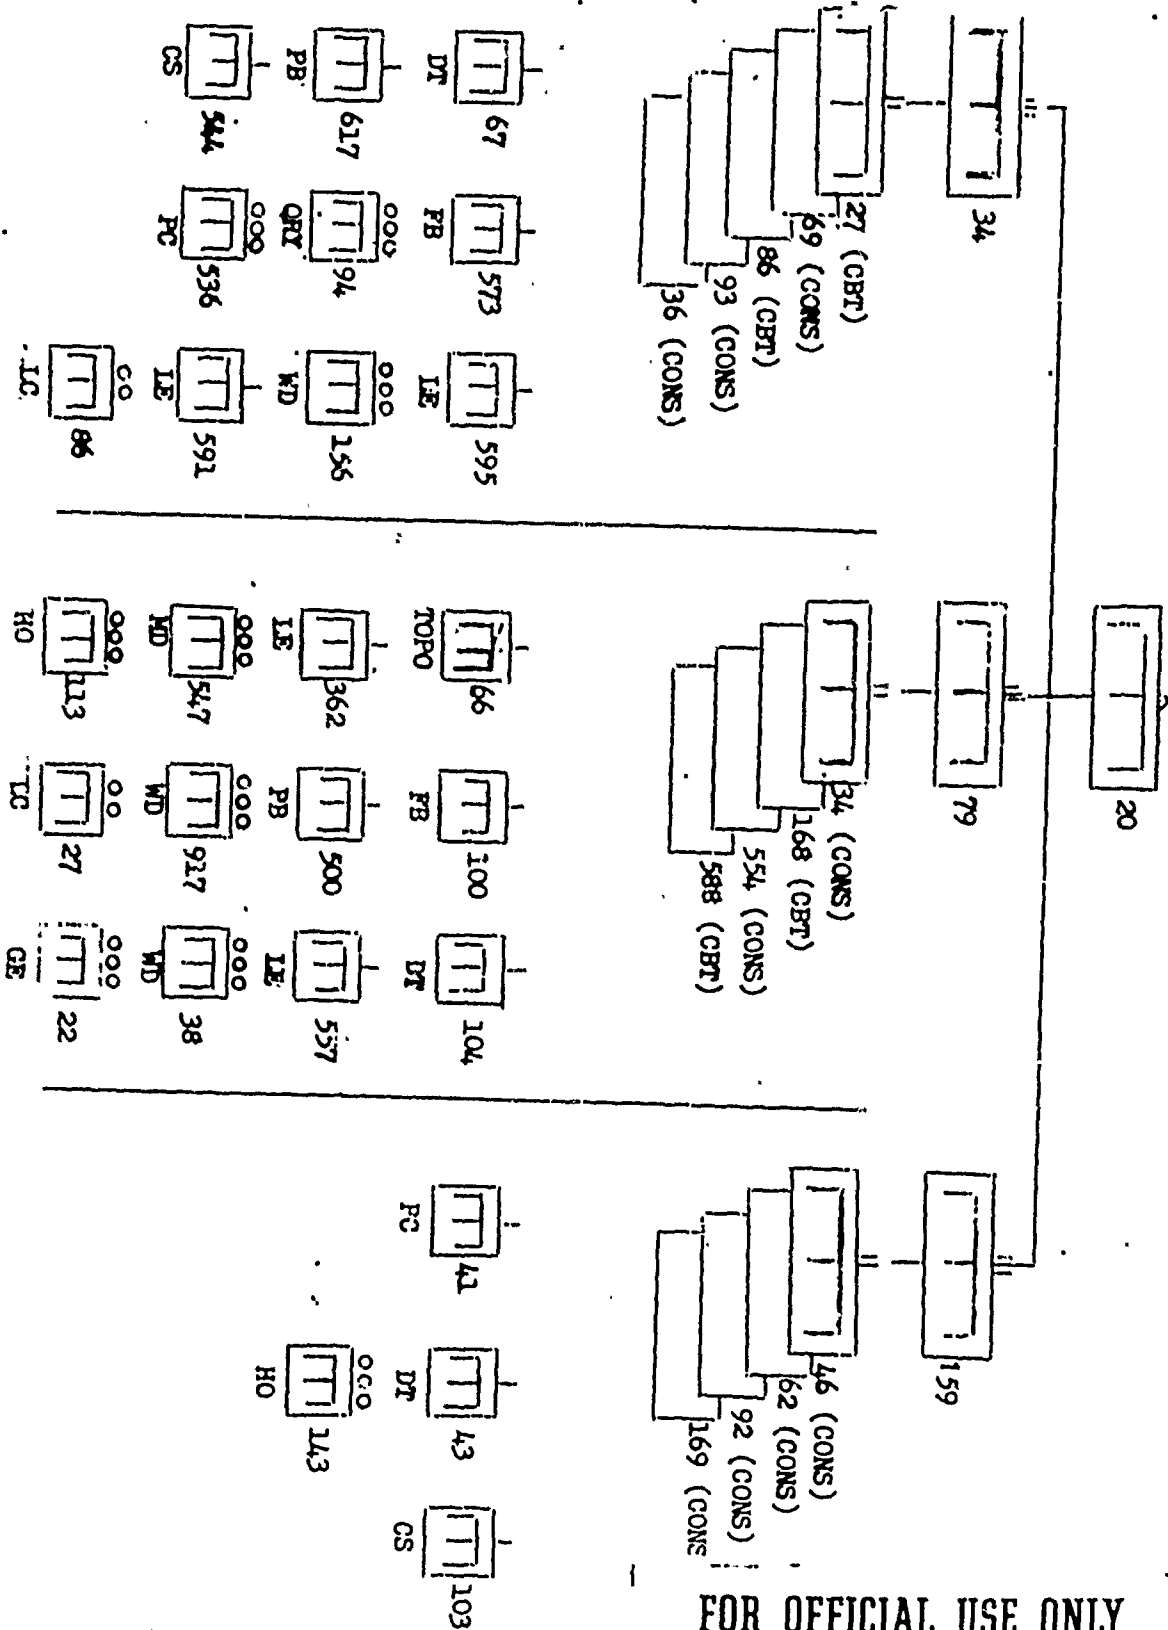 20
34
79
159
27 (CBT)
69 (CONS)
86 (CBT)
93 (CONS)
36 (CONS)
34 (CONS)
168 (CBT)
554 (CONS)
588 (CBT)
46 (CONS)
62 (CONS)
92 (CONS)
169 (CONS
DT 67
FB 573
LE 595
PB 617
QRY 94
WD 156
CS 544
PC 536
LE 591
LC 86
TOPO 66
FB 100
DT 104
LE 362
PB 500
LE 557
WD 547
WD 917
WD 38
HO 113
LC 27
GE 22
41
DT 43
CS 103
HO 143
FOR OFFICIAL USE ONLY